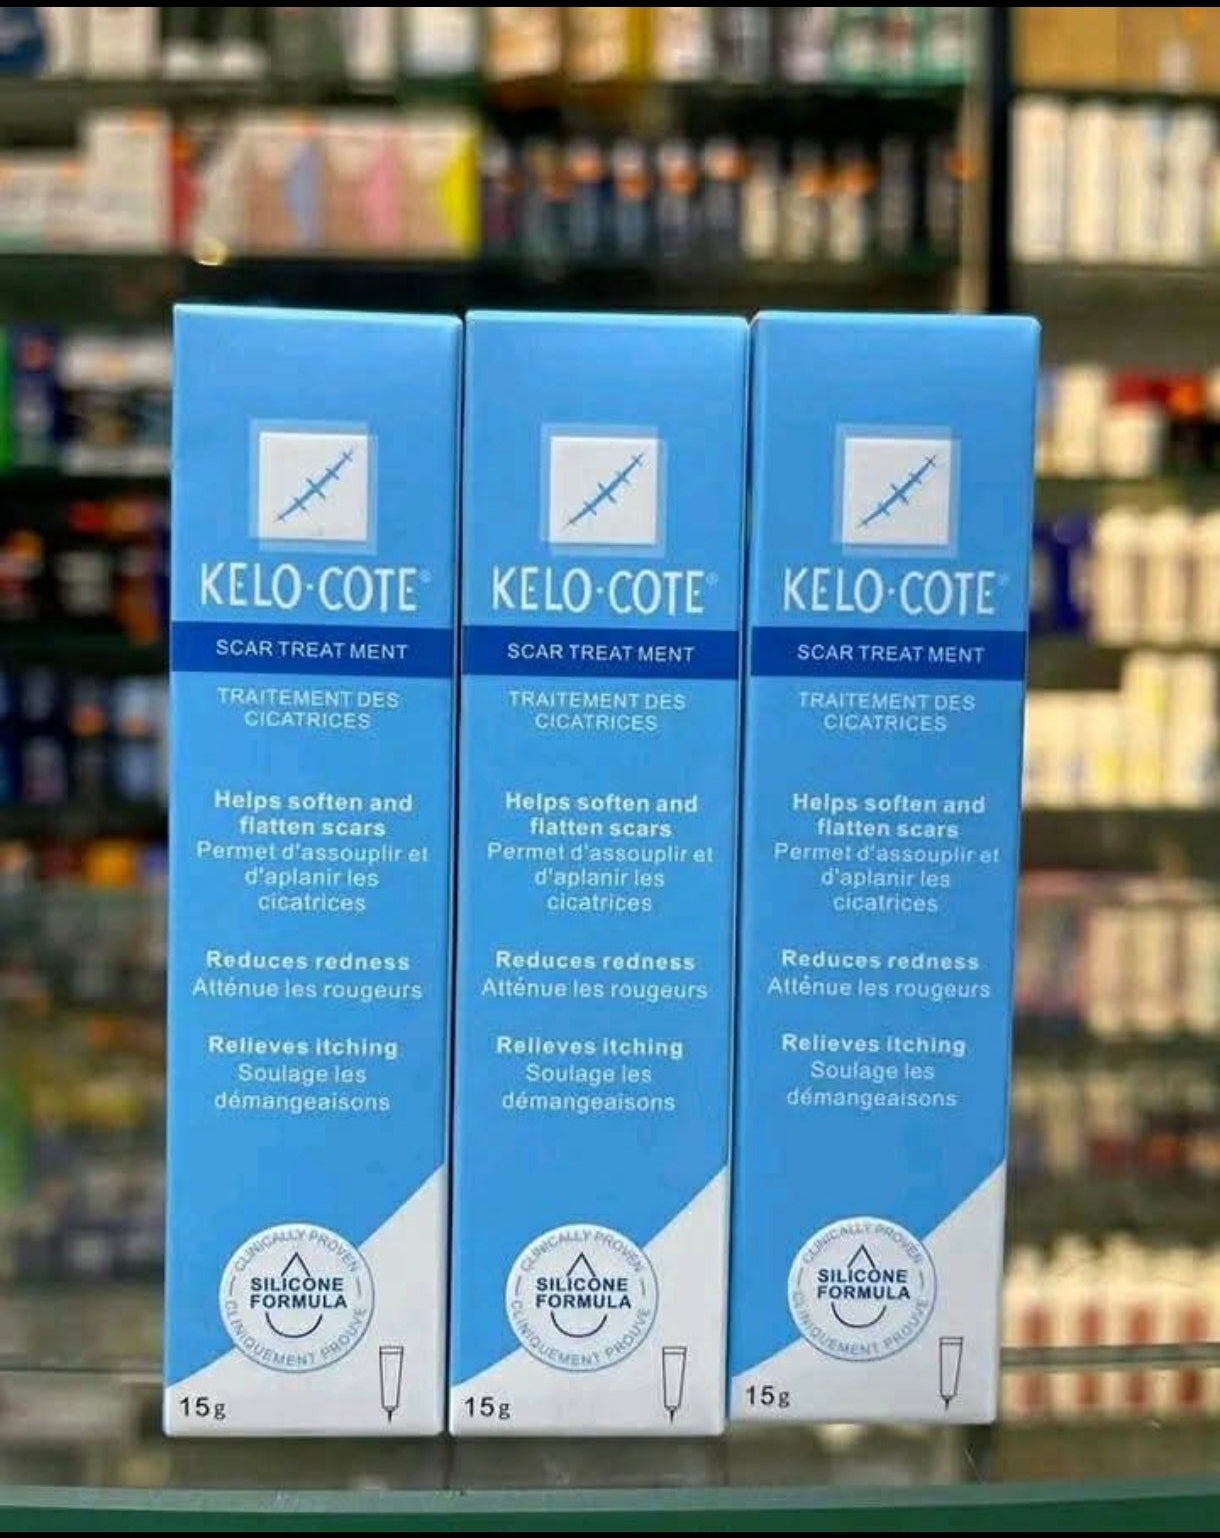 KELO·COTE®
SCAR TREAT MENT
TRAITEMENT DES
CICATRICES
Helps soften and
flatten scars
Permet d'assouplir et
d'aplanir les
cicatrices
Reduces redness
Atténue les rougeurs
Relieves itching
Soulage les
démangeaisons
CLINICALLY PROVEN
SILICONE
FORMULA
CLINIQUEMENT PROUVE
15g
KELO·COTE®
SCAR TREAT MENT
TRAITEMENT DES
CICATRICES
Helps soften and
flatten scars
Permet d'assouplir et
d'aplanir les
cicatrices
Reduces redness
Atténue les rougeurs
Relieves itching
Soulage les
démangeaisons
CLINICALLY PROVEN
SILICONE
FORMULA
CLINIQUEMENT PROUVE
15g
KELO·COTE®
SCAR TREAT MENT
TRAITEMENT DES
CICATRICES
Helps soften and
flatten scars
Permet d'assouplir et
d'aplanir les
cicatrices
Reduces redness
Atténue les rougeurs
Relieves itching
Soulage les
démangeaisons
CLINICALLY PROVEN
SILICONE
FORMULA
CLINIQUEMENT PROUVE
15g